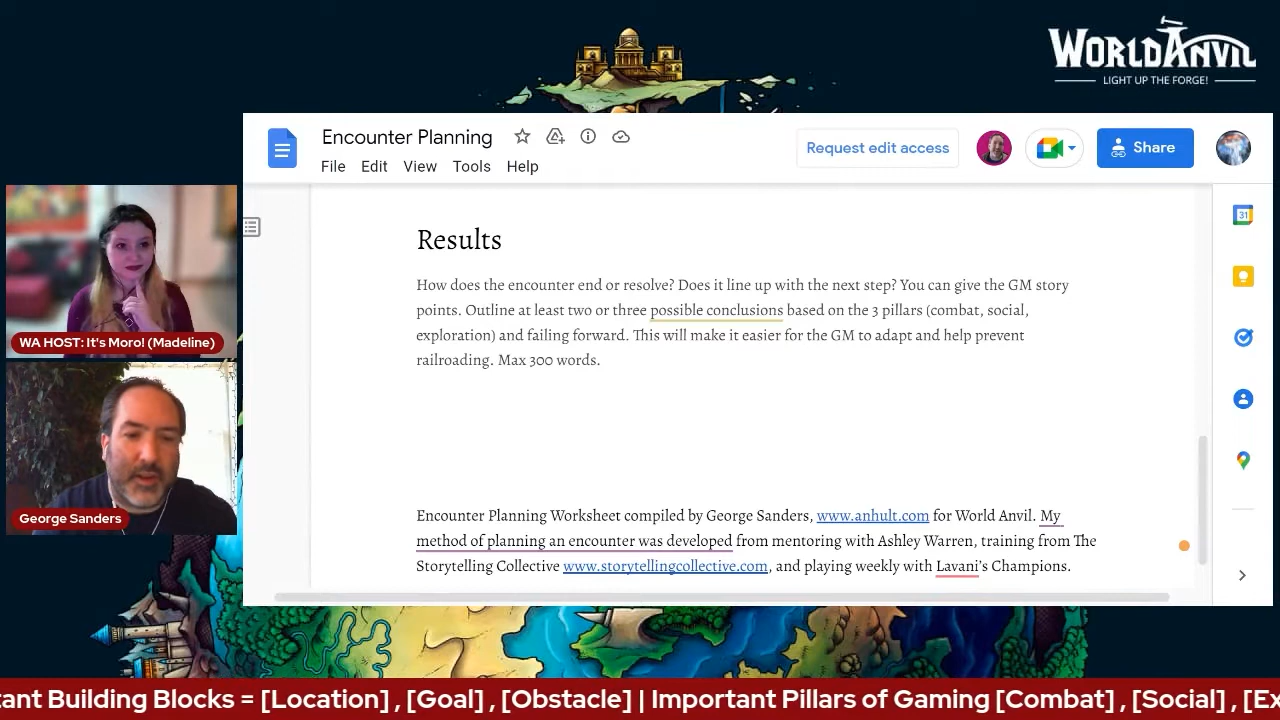 WORLDANVIL
LIGHT UP THE FORGE!
Encounter Planning
Request edit access
Share
File Edit View Tools Help
31
Results
How does the encounter end or resolve? Does it line up with the next step? You can give the GM story
points. Outline at least two or three possible conclusions based on the 3 pillars (combat, social,
exploration) and failing forward. This will make it easier for the GM to adapt and help prevent
railroading. Max 300 words.
WA HOST: It's Moro! (Madeline)
George Sanders
Encounter Planning Worksheet compiled by George Sanders, www.anhult.com for World Anvil. My
method of planning an encounter was developed from mentoring with Ashley Warren, training from The
Storytelling Collective www.storytellingcollective.com, and playing weekly with Lavani's Champions.
tant Building Blocks = [Location] , [Goal] , [Obstacle] | Important Pillars of Gaming [Combat] , [Social] , [Ex